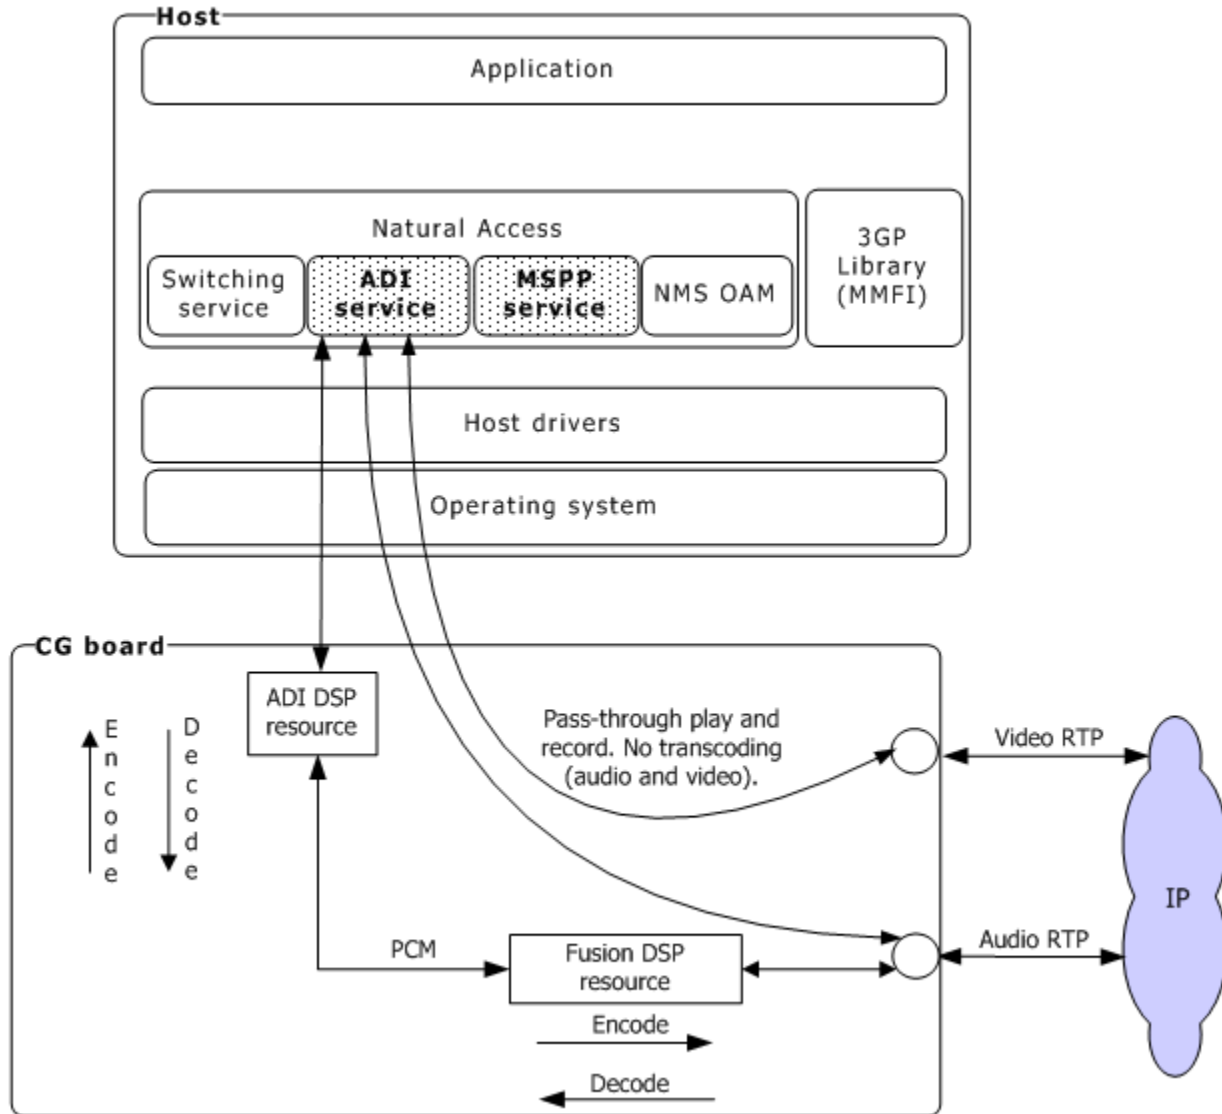 Host
Application
Natural Access
3GP
Library
(MMFI)
Switching
service
ADI
service
MSPP
service
NMS OAM
Host drivers
Operating system
CG board
ADI DSP
resource
Encode
Decode
Pass-through play and
record. No transcoding
(audio and video).
Video RTP
IP
PCM
Fusion DSP
resource
Audio RTP
Encode
Decode